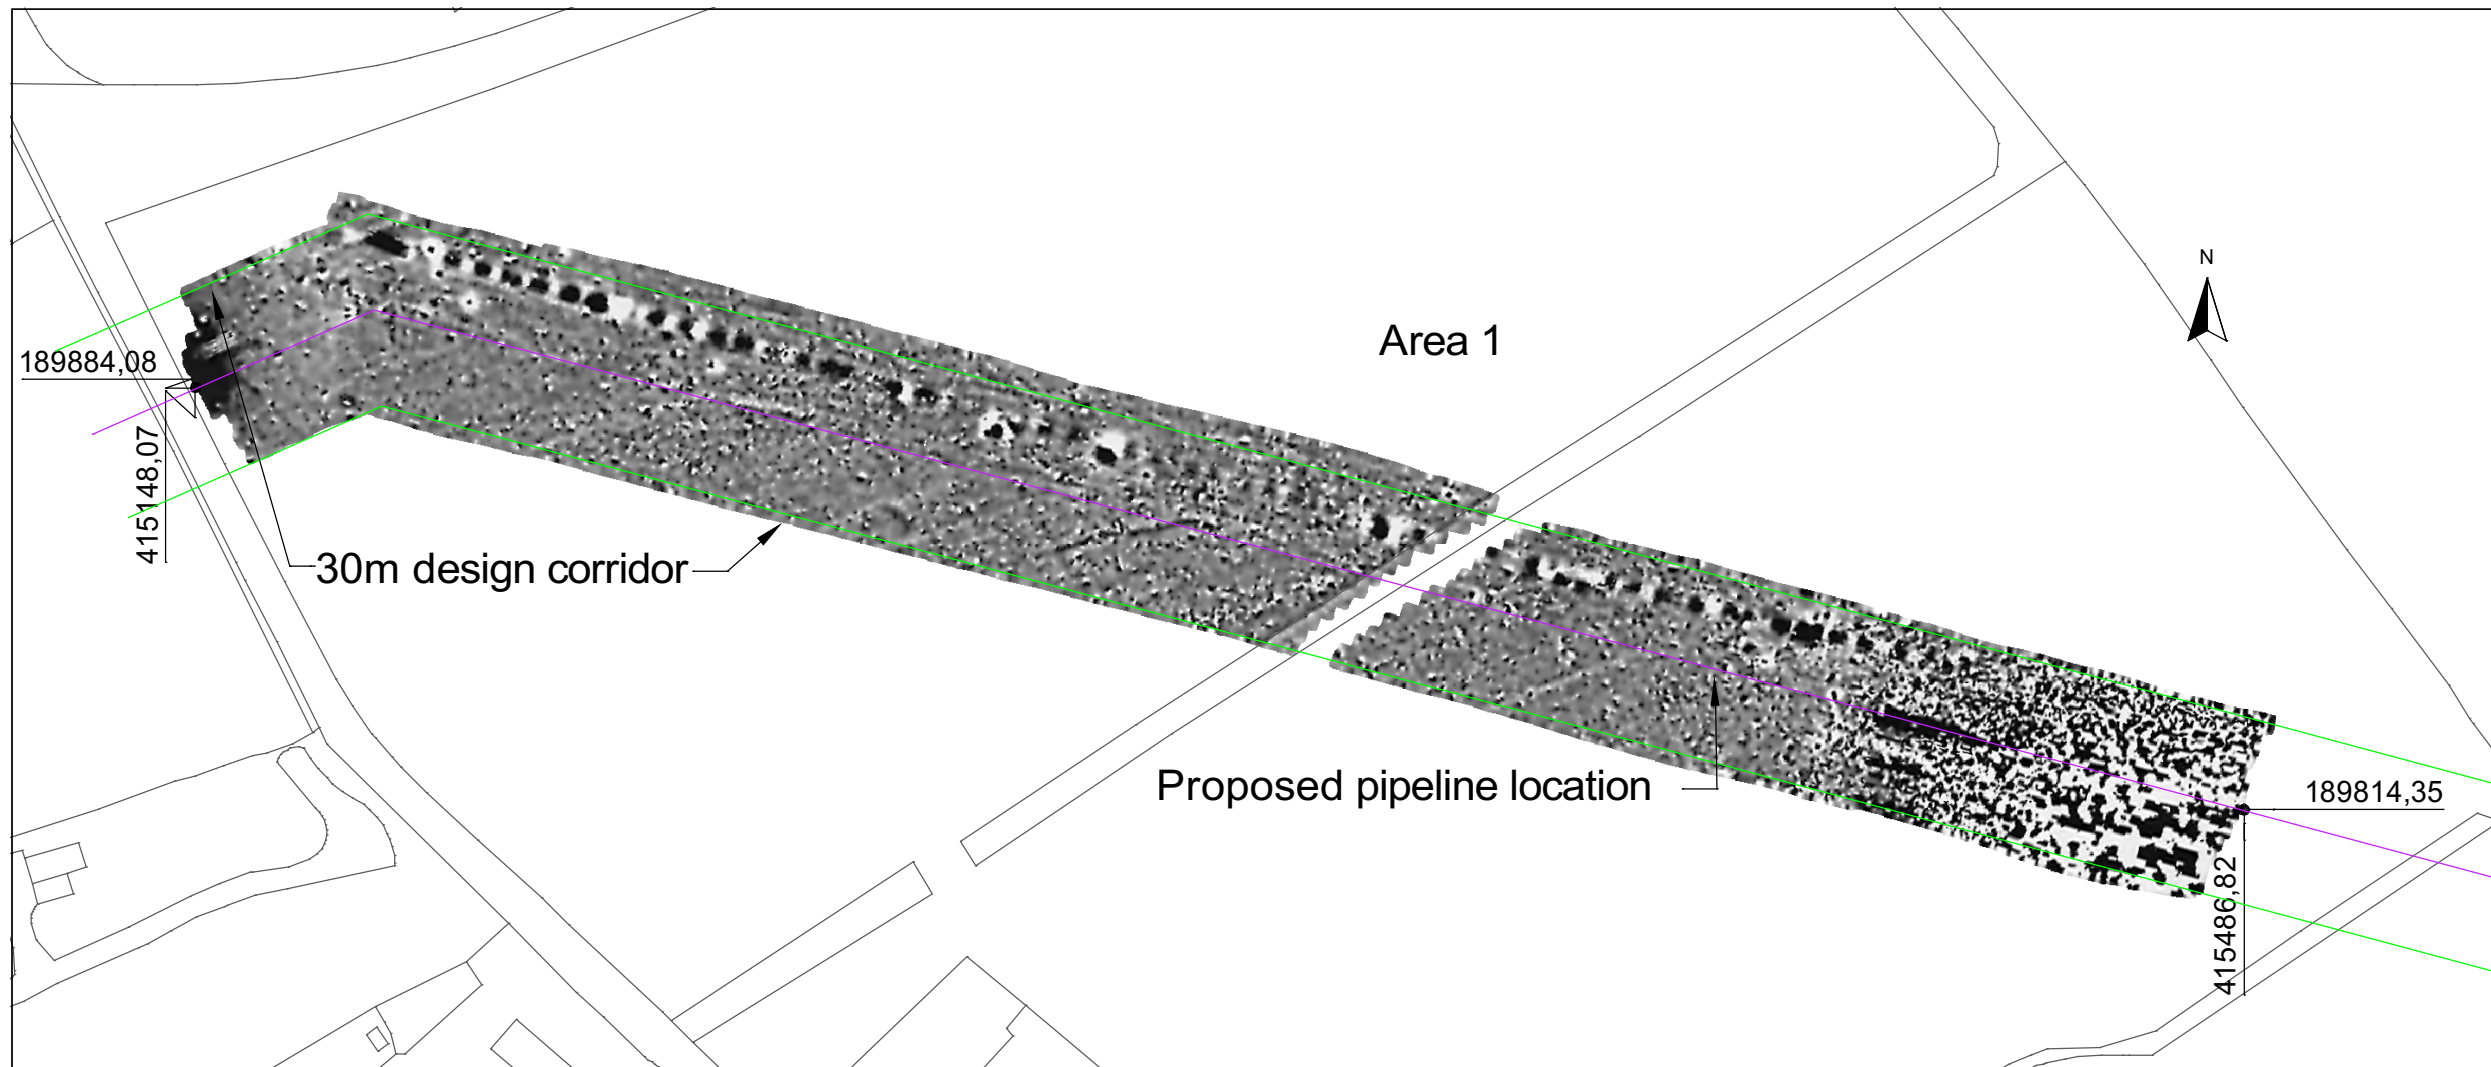 N
Area 1
189884,08
415148,07
30m design corridor
Proposed pipeline location
189814,35
415486,82